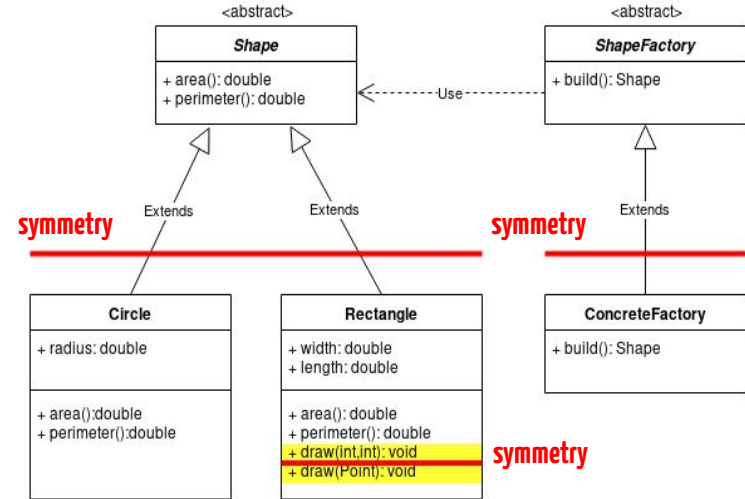 <abstract>
Shape
+ area(): double
+ perimeter(): double
<abstract>
ShapeFactory
+ build(): Shape
Use
Extends
Extends
Extends
symmetry
symmetry
Circle
+ radius: double
+ area():double
+ perimeter():double
Rectangle
+ width: double
+ length: double
+ area(): double
+ perimeter(): double
+ draw(int,int): void
+ draw(Point): void
symmetry
ConcreteFactory
+ build(): Shape